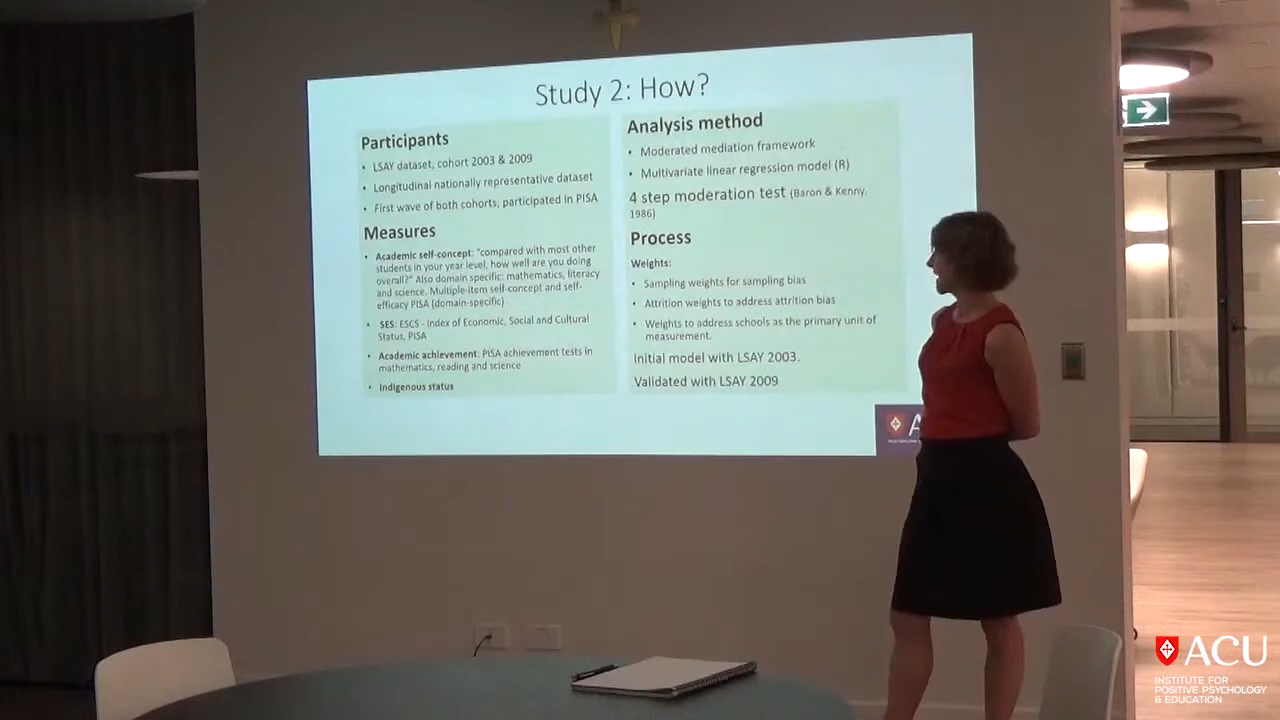 Study 2: How?
Participants
• LSAY dataset, cohort 2003 & 2009
• Longitudinal nationally representative dataset
• First wave of both cohorts, participated in PISA
Measures
• Academic self-concept: "compared with most other
students in your year level, how well are you doing
overall?" Also domain specific: mathematics, literacy
and science. Multiple-item self-concept and self-
efficacy PISA (domain-specific)
• SES: ESCS - Index of Economic, Social and Cultural
Status, PISA
• Academic achievement: PISA achievement tests in
mathematics, reading and science
• Indigenous status
Analysis method
• Moderated mediation framework
• Multivariate linear regression model (R)
4 step moderation test (Baron & Kenny,
1986)
Process
Weights:
• Sampling weights for sampling bias
• Attrition weights to address attrition bias
• Weights to address schools as the primary unit of
measurement.
Initial model with LSAY 2003.
Validated with LSAY 2009
ACU
INSTITUTE FOR
POSITIVE PSYCHOLOGY
& EDUCATION